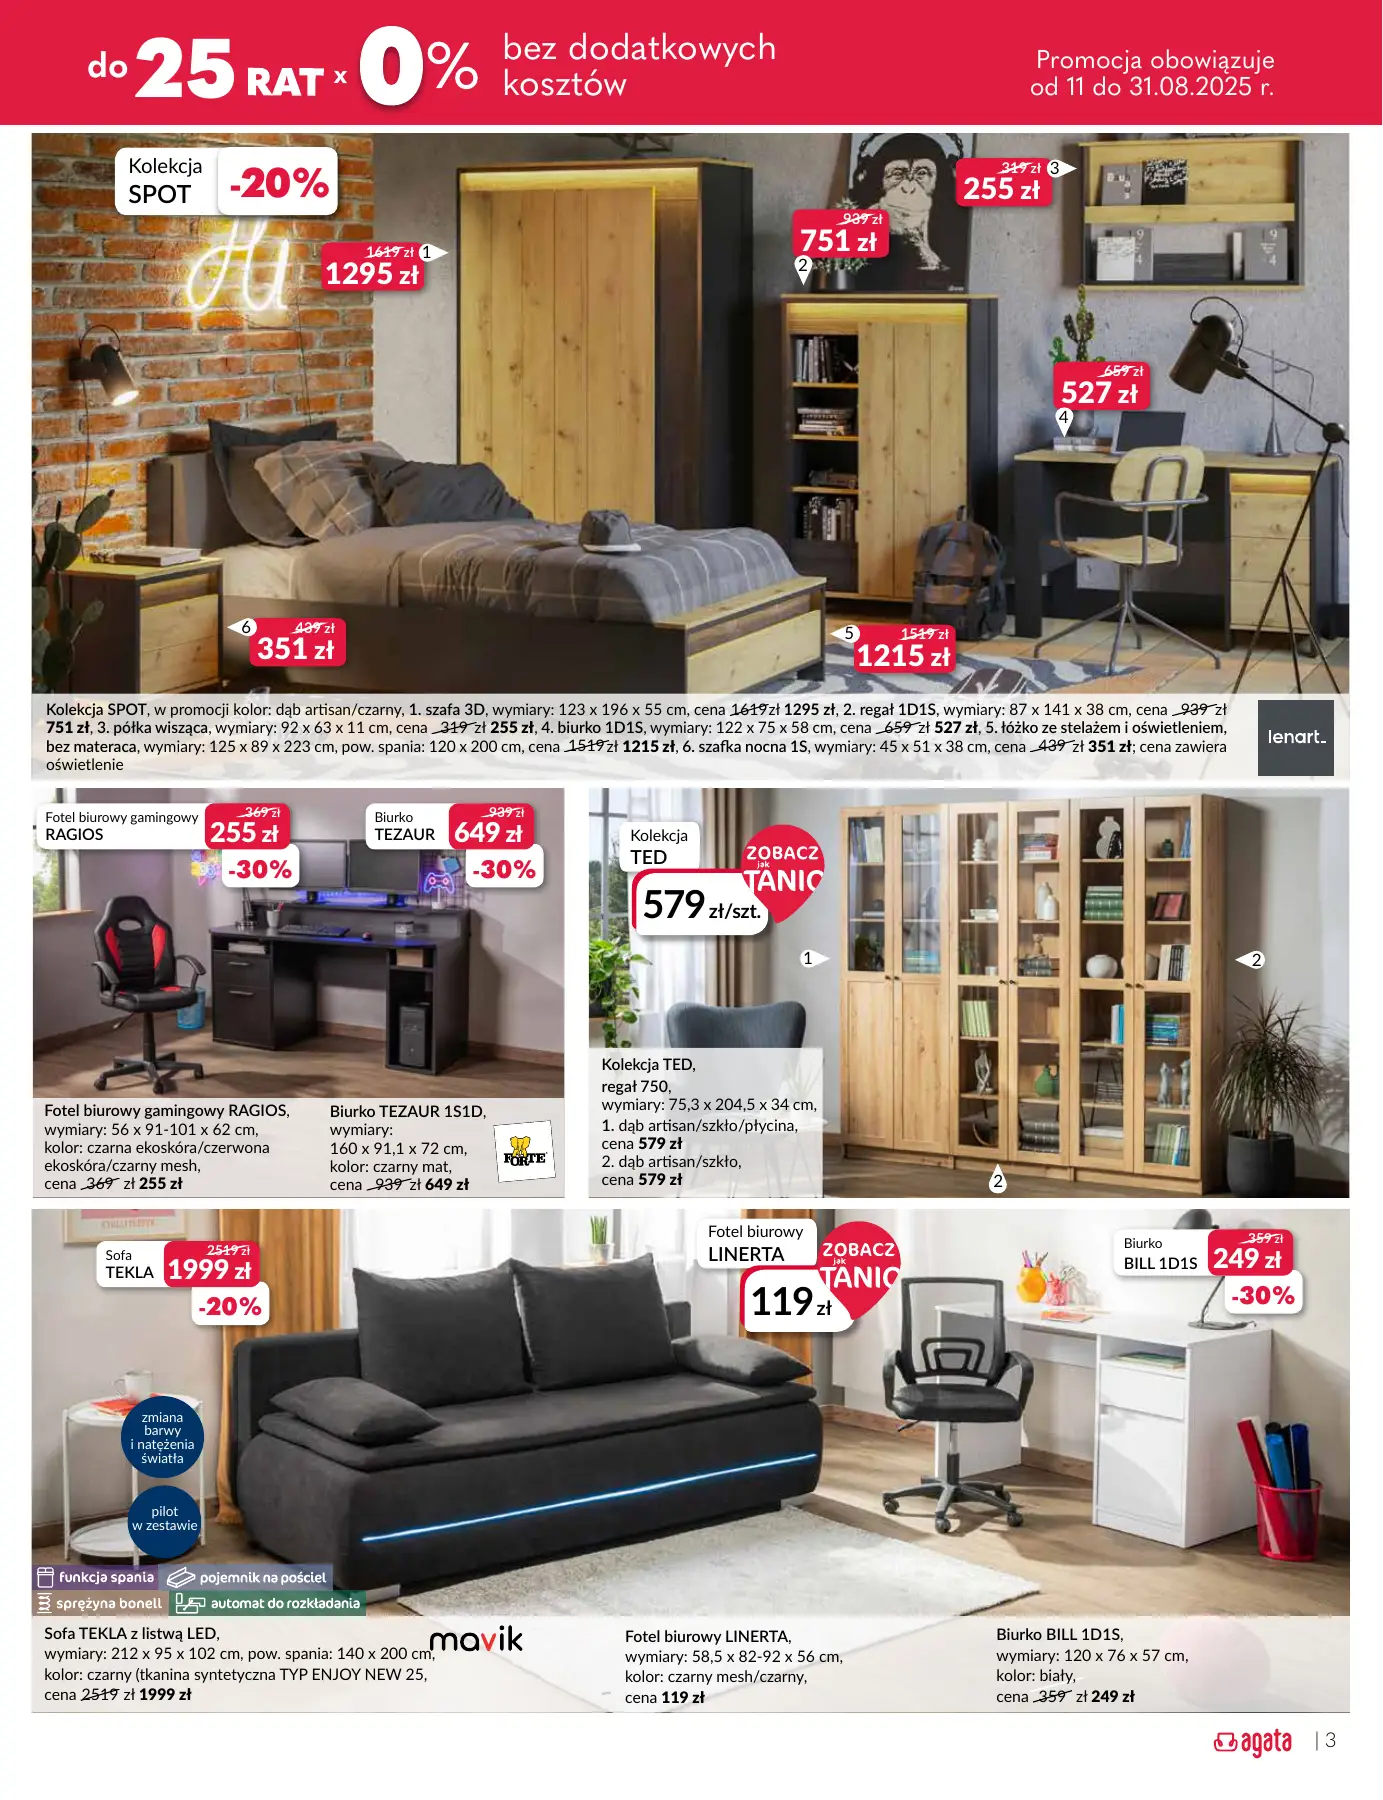 do 25 RAT x 0% bez dodatkowych
kosztów
Promocja obowiązuje
od 11 do 31.08.2025 r.
Kolekcja
SPOT
-20%
1619 zł
1295 zł
1
939 zł
751 zł
2
319 zł
255 zł
3
659 zł
527 zł
4
6
439 zł
351 zł
5
1519 zł
1215 zł
Kolekcja SPOT, w promocji kolor: dąb artisan/czarny, 1. szafa 3D, wymiary: 123 x 196 x 55 cm, cena 1619 zł 1295 zł, 2. regał 1D1S, wymiary: 87 x 141 x 38 cm, cena 939 zł
751 zł, 3. półka wisząca, wymiary: 92 x 63 x 11 cm, cena 319 zł 255 zł, 4. biurko 1D1S, wymiary: 122 x 75 x 58 cm, cena 659 zł 527 zł, 5. łóżko ze stelażem i oświetleniem,
bez materaca, wymiary: 125 x 89 x 223 cm, pow. spania: 120 x 200 cm, cena 1519 zł 1215 zł, 6. szafka nocna 1S, wymiary: 45 x 51 x 38 cm, cena 439 zł 351 zł; cena zawiera
oświetlenie
lenart_
Fotel biurowy gamingowy
RAGIOS
369 zł
255 zł
-30%
Biurko
TEZAUR
939 zł
649 zł
-30%
Fotel biurowy gamingowy RAGIOS,
wymiary: 56 x 91-101 x 62 cm,
kolor: czarna ekoskóra/czerwona
ekoskóra/czarny mesh,
cena 369 zł 255 zł
Biurko TEZAUR 1S1D,
wymiary:
160 x 91,1 x 72 cm,
kolor: czarny mat,
cena 939 zł 649 zł
FORTE
Kolekcja
TED
579 zł/szt.
ZOBACZ
jak
TANIO
1
2
2
Kolekcja TED,
regał 750,
wymiary: 75,3 x 204,5 x 34 cm,
1. dąb artisan/szkło/płycina,
cena 579 zł
2. dąb artisan/szkło,
cena 579 zł
Sofa
TEKLA
2519 zł
1999 zł
-20%
Fotel biurowy
LINERTA
119 zł
ZOBACZ
jak
TANIO
Biurko
BILL 1D1S
359 zł
249 zł
-30%
zmiana
barwy
i natężenia
światła
pilot
w zestawie
funkcja spania
pojemnik na pościel
sprężyna bonell
automat do rozkładania
Sofa TEKLA z listwą LED,
wymiary: 212 x 95 x 102 cm, pow. spania: 140 x 200 cm,
kolor: czarny (tkanina syntetyczna TYP ENJOY NEW 25,
cena 2519 zł 1999 zł
mavik
Fotel biurowy LINERTA,
wymiary: 58,5 x 82-92 x 56 cm,
kolor: czarny mesh/czarny,
cena 119 zł
Biurko BILL 1D1S,
wymiary: 120 x 76 x 57 cm,
kolor: biały,
cena 359 zł 249 zł
agata
| 3